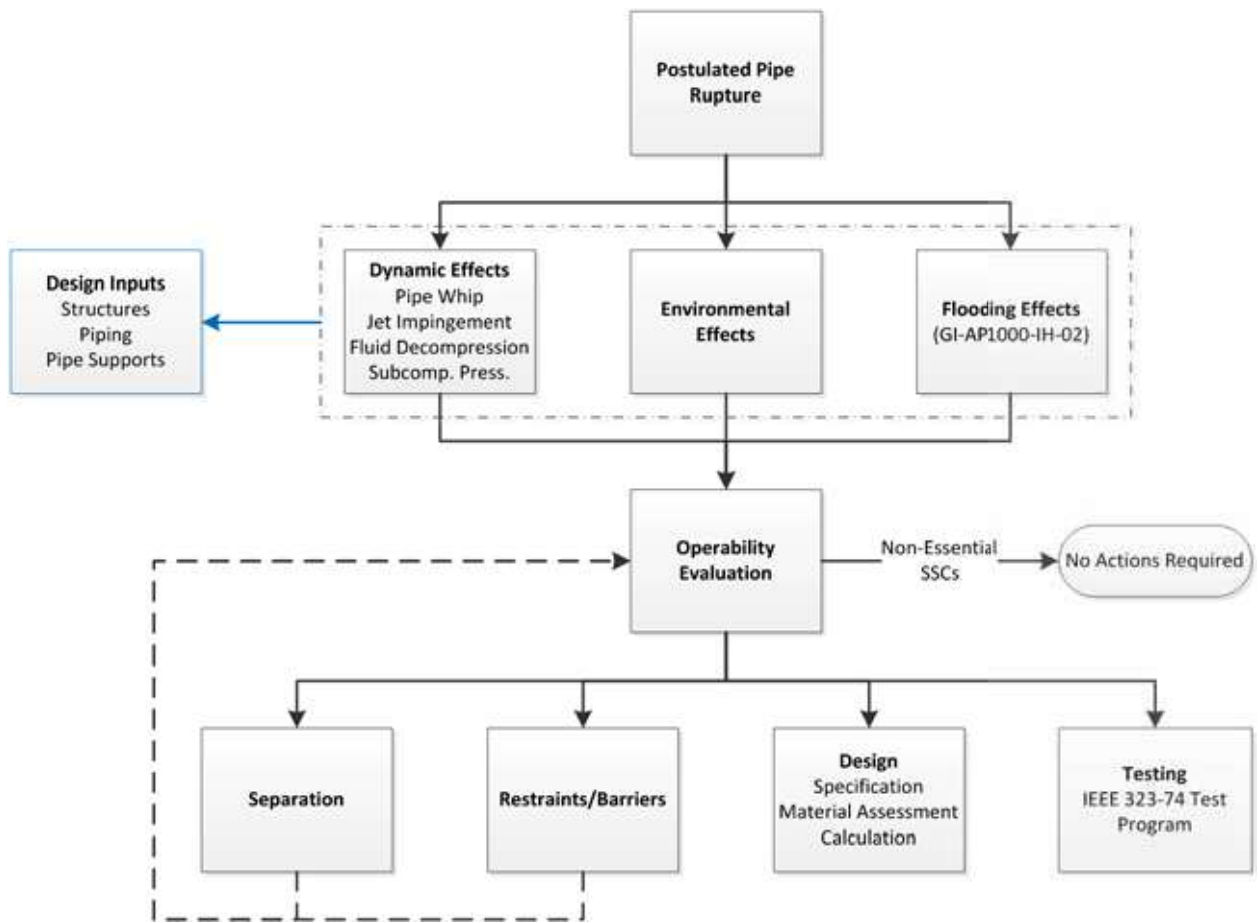 Postulated Pipe
Rupture
Design Inputs
Structures
Piping
Pipe Supports
Dynamic Effects
Pipe Whip
Jet Impingement
Fluid Decompression
Subcomp. Press.
Environmental
Effects
Flooding Effects
(GI-AP1000-IH-02)
Operability
Evaluation
Non-Essential
SSCs
No Actions Required
Separation
Restraints/Barriers
Design
Specification
Material Assessment
Calculation
Testing
IEEE 323-74 Test
Program